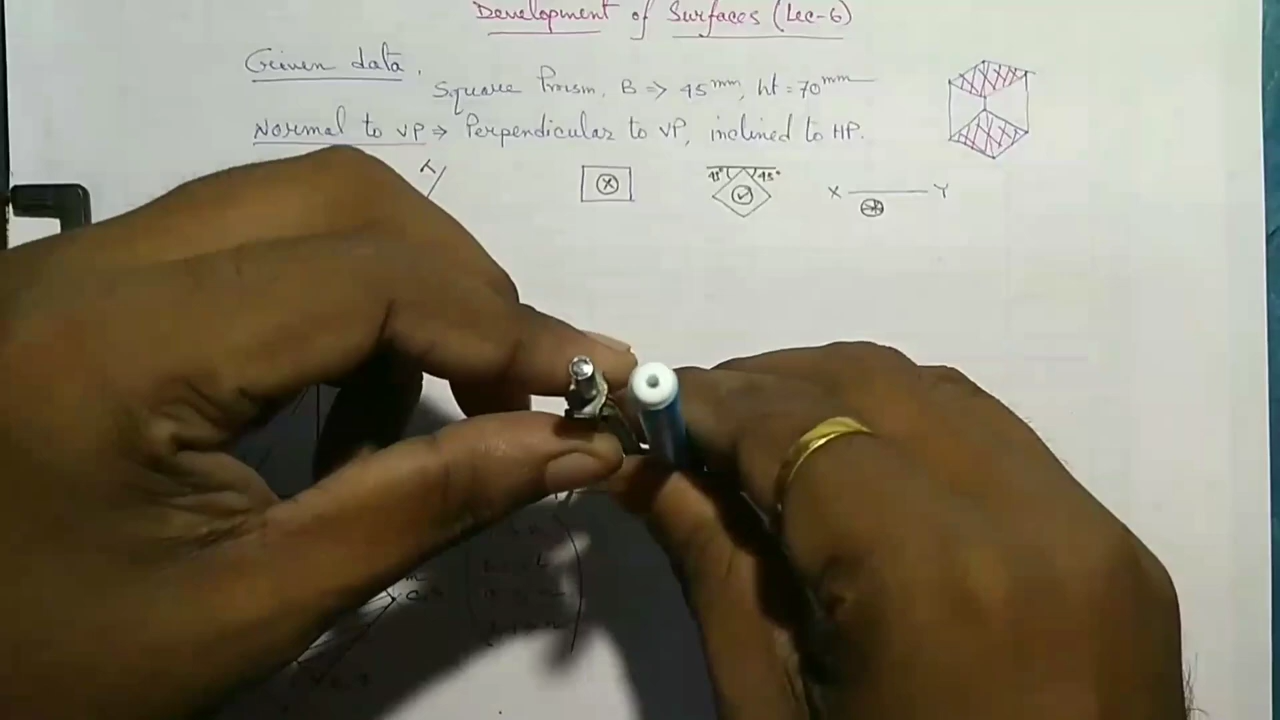 Development of Surfaces (Lec-6)
Given data,
Square Prism, B => 45mm, ht = 70mm
Normal to VP => Perpendicular to VP, inclined to HP.
T
X
45° 45°
X Y